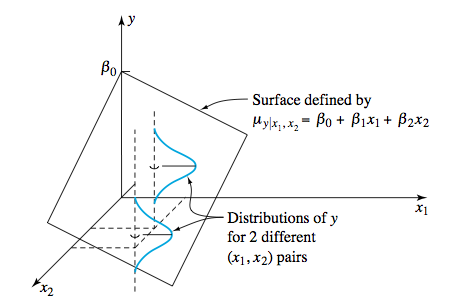 y
β₀
Surface defined by
μy|x₁, x₂ = β₀ + β₁x₁ + β₂x₂
x₁
Distributions of y
for 2 different
(x₁, x₂) pairs
x₂